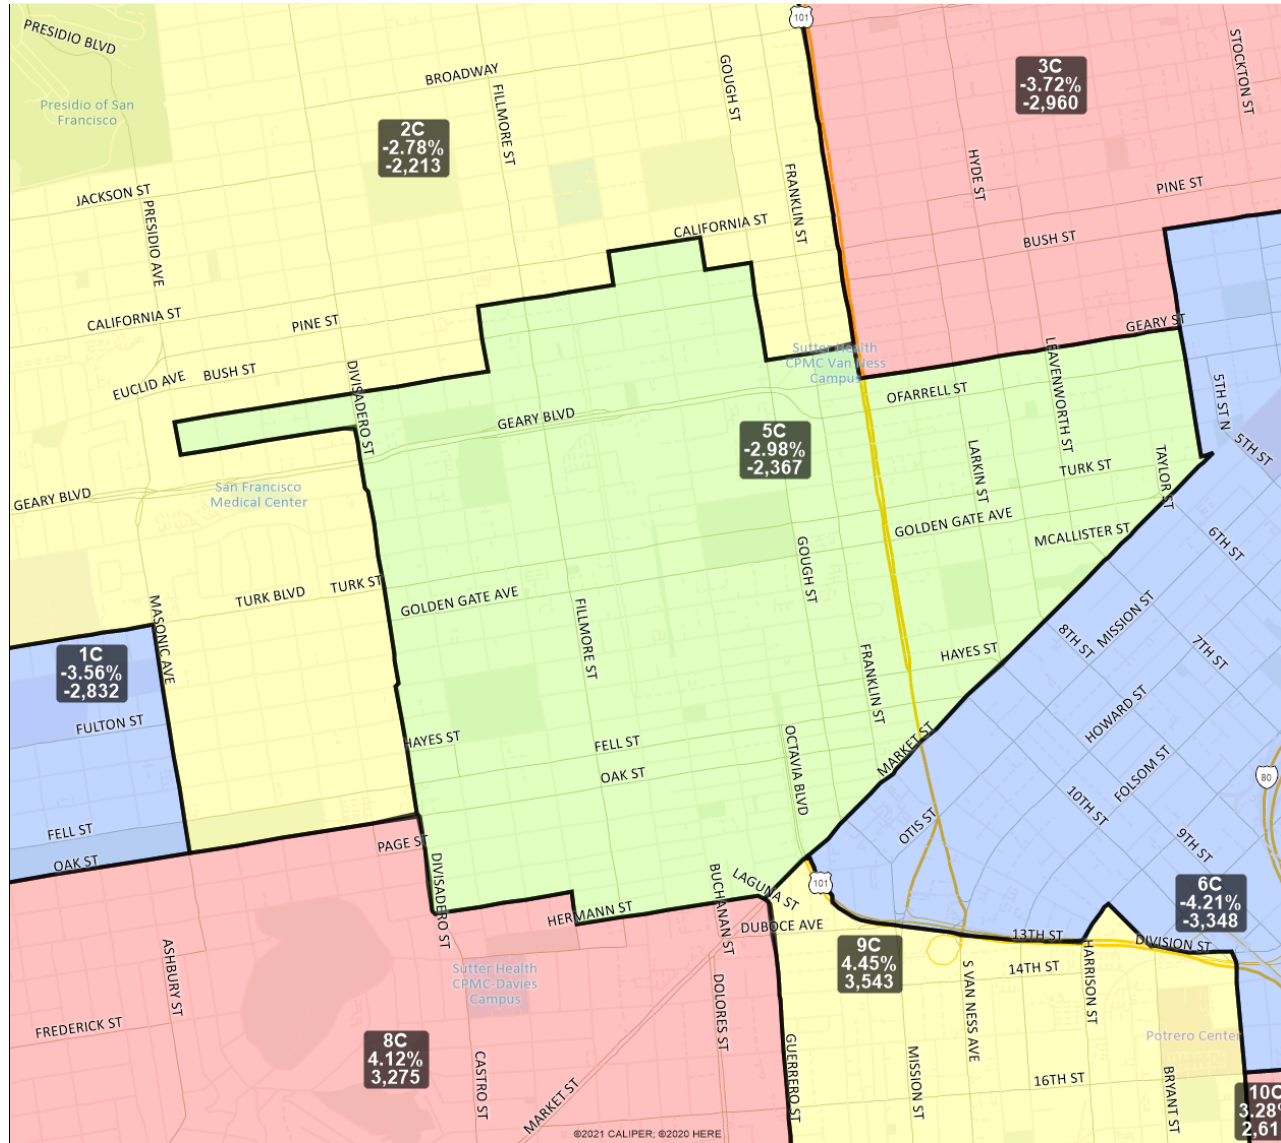 PRESIDIO BLVD
101
STOCKTON ST
BROADWAY
GOUGH ST
3C
-3.72%
-2,960
Presidio of San
Francisco
FILLMORE ST
2C
-2.78%
-2,213
HYDE ST
FRANKLIN ST
PINE ST
JACKSON ST
PRESIDIO AVE
CALIFORNIA ST
BUSH ST
CALIFORNIA ST
PINE ST
GEARY ST
Sutter Health
CPMC Van Ness
Campus
LEAVENWORTH ST
EUCLID AVE
BUSH ST
DIVISADERO ST
OFARRELL ST
5TH ST N
GEARY BLVD
5C
-2.98%
-2,367
5TH ST
LARKIN ST
TURK ST
TAYLOR ST
GEARY BLVD
San Francisco
Medical Center
GOLDEN GATE AVE
MCALLISTER ST
6TH ST
GOUGH ST
TURK BLVD
TURK ST
GOLDEN GATE AVE
FILLMORE ST
MASONIC AVE
MISSION ST
8TH ST
7TH ST
1C
-3.56%
-2,832
HAYES ST
FRANKLIN ST
FULTON ST
HOWARD ST
HAYES ST
FELL ST
OAK ST
OCTAVIA BLVD
MARKET ST
FOLSOM ST
80
10TH ST
FELL ST
OAK ST
PAGE ST
OTIS ST
9TH ST
DIVISADERO ST
BUCHANAN ST
LAGUNA ST
101
6C
-4.21%
-3,348
HERMANN ST
DUBOCE AVE
13TH ST
DIVISION ST
ASHBURY ST
9C
4.45%
3,543
Sutter Health
CPMC-Davies
Campus
14TH ST
HARRISON ST
S VAN NESS AVE
DOLORES ST
FREDERICK ST
8C
4.12%
3,275
Potrero Center
CASTRO ST
GUERRERO ST
MISSION ST
16TH ST
BRYANT ST
MARKET ST
10C
3.28%
2,61
©2021 CALIPER; ©2020 HERE